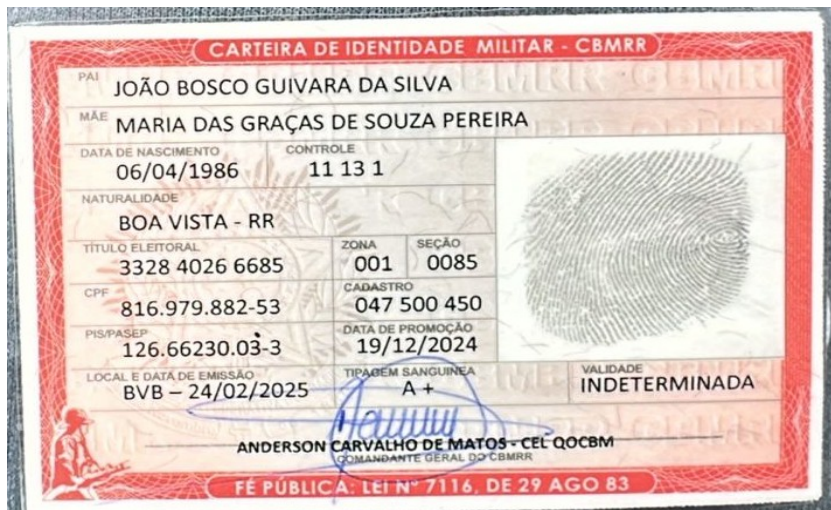 CARTEIRA DE IDENTIDADE MILITAR - CBMRR
PAI
JOÃO BOSCO GUIVARA DA SILVA
MÃE
MARIA DAS GRAÇAS DE SOUZA PEREIRA
DATA DE NASCIMENTO CONTROLE
06/04/1986 11 13 1
NATURALIDADE
BOA VISTA - RR
TÍTULO ELEITORAL ZONA SEÇÃO
3328 4026 6685 001 0085
CPF CADASTRO
816.979.882-53 047 500 450
PIS/PASEP DATA DE PROMOÇÃO
126.66230.03-3 19/12/2024
LOCAL E DATA DE EMISSÃO TIPAGEM SANGUINEA VALIDADE
BVB – 24/02/2025 A + INDETERMINADA
ANDERSON CARVALHO DE MATOS - CEL QOCBM
COMANDANTE GERAL DO CBMRR
FÉ PÚBLICA: LEI Nº 7116, DE 29 AGO 83